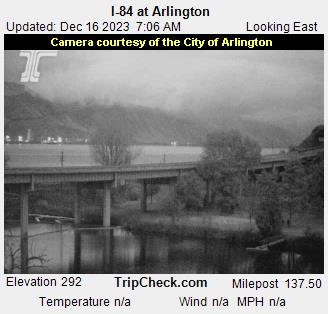 I-84 at Arlington
Updated: Dec 16 2023 7:06 AM Looking East
Camera courtesy of the City of Arlington
Elevation 292 TripCheck.com Milepost 137.50
Temperature n/a Wind n/a MPH n/a